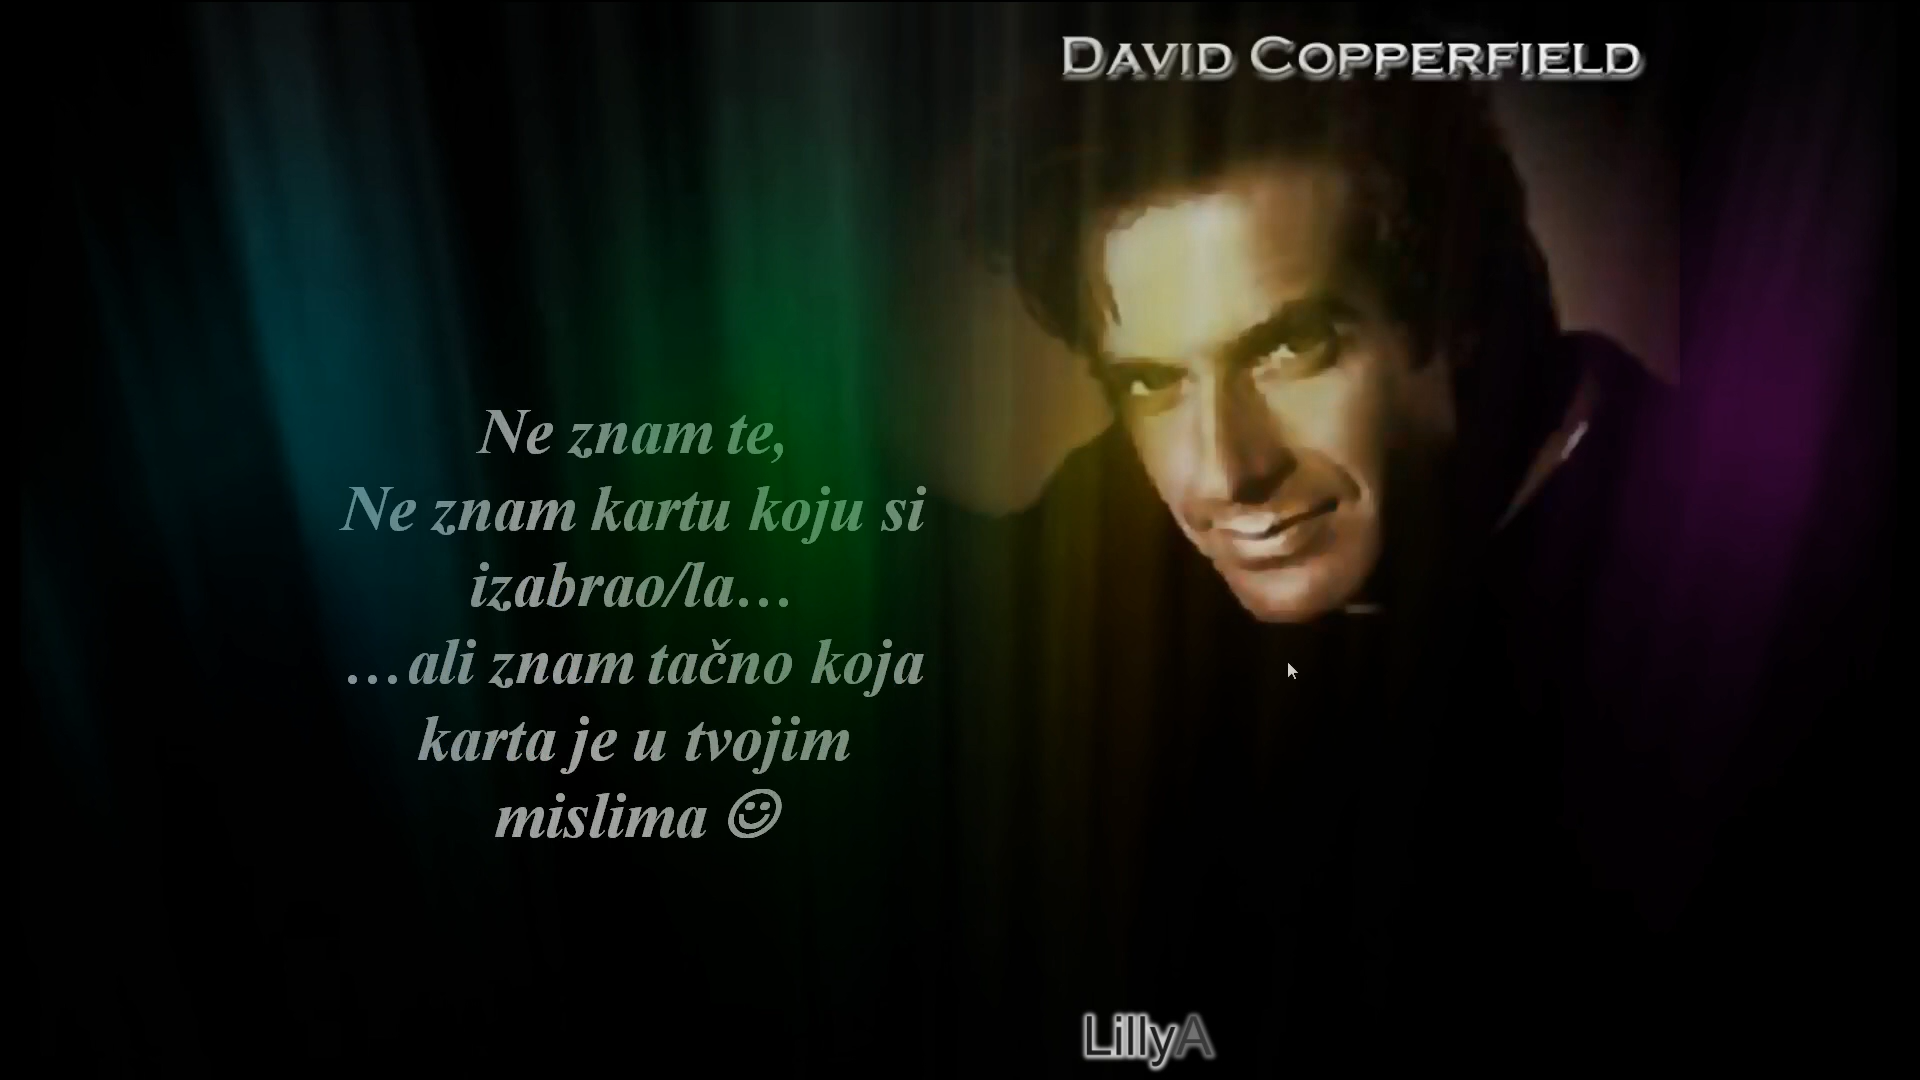 David Copperfield
Ne znam te,
Ne znam kartu koju si
izabrao/la…
…ali znam tačno koja
karta je u tvojim
mislima ☺
LillyA